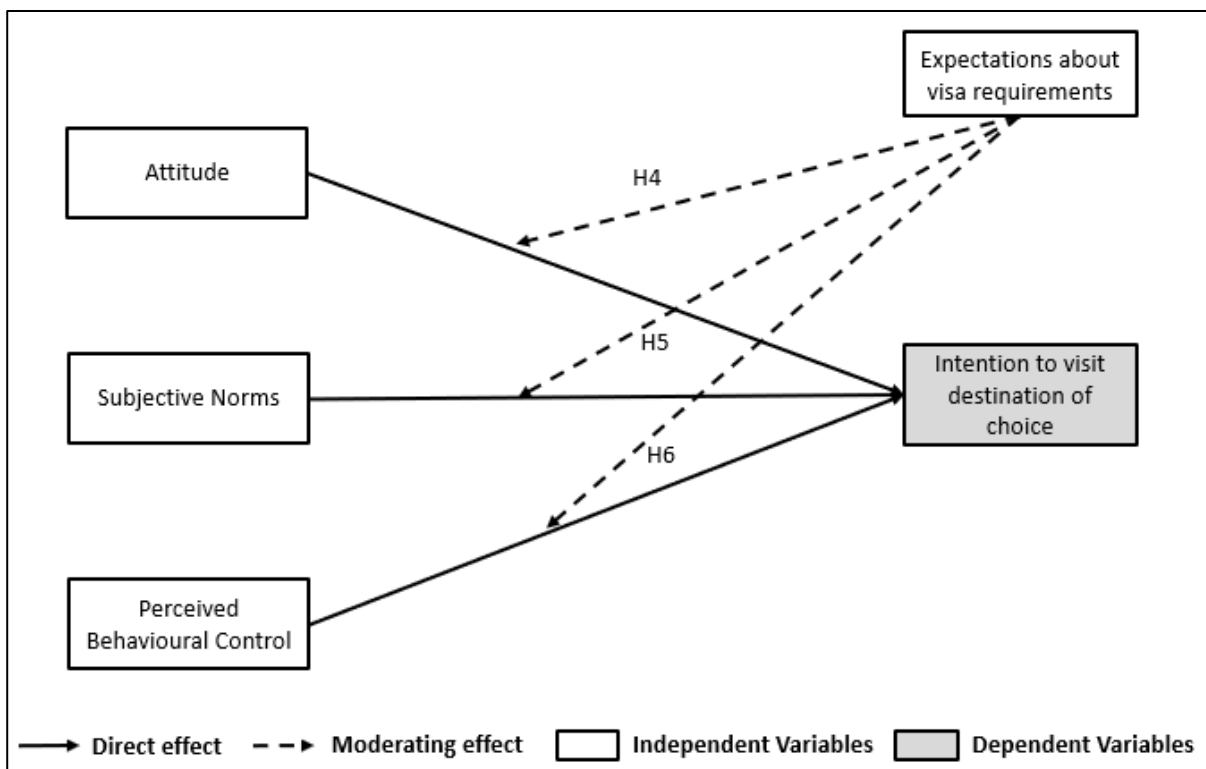 Expectations about
visa requirements
Attitude
H4
Subjective Norms
H5
Intention to visit
destination of
choice
H6
Perceived
Behavioural Control
Direct effect
Moderating effect
Independent Variables
Dependent Variables